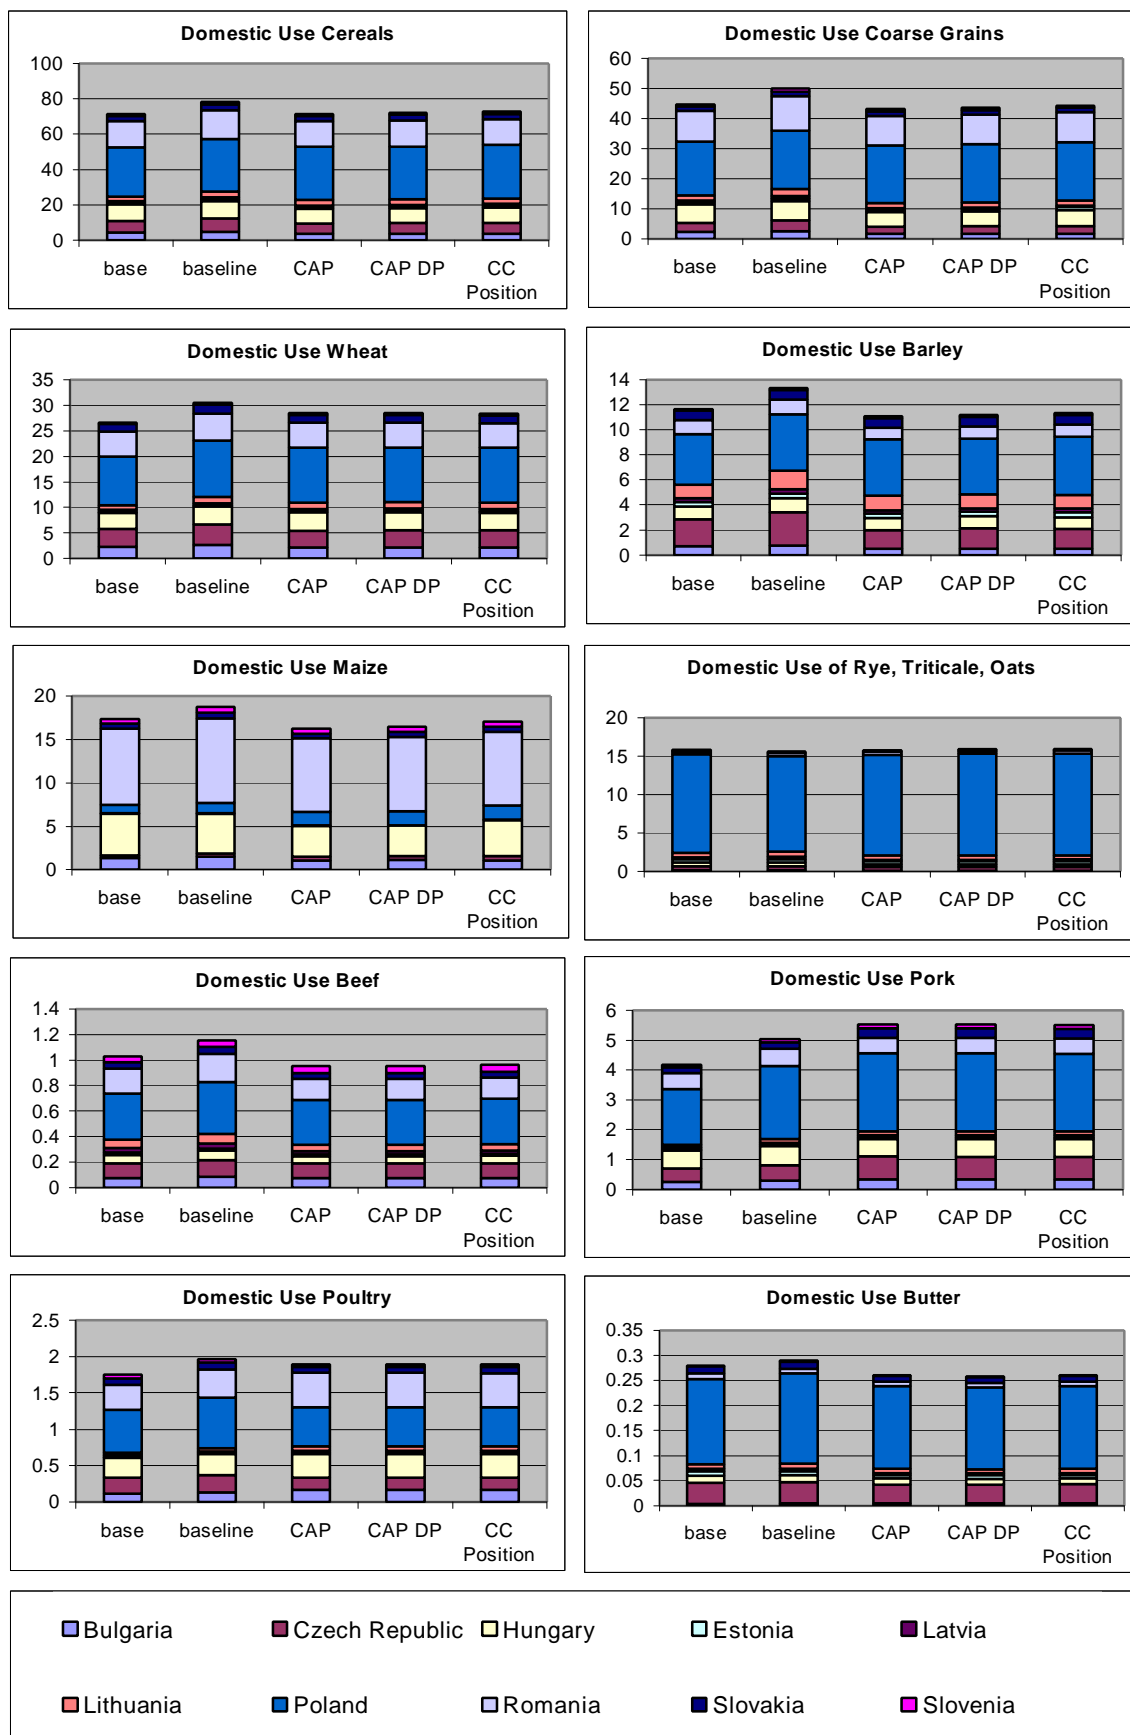 Domestic Use Cereals
100
80
60
40
20
0
base baseline CAP CAP DP CC
Position
Domestic Use Coarse Grains
60
50
40
30
20
10
0
base baseline CAP CAP DP CC
Position
Domestic Use Wheat
35
30
25
20
15
10
5
0
base baseline CAP CAP DP CC
Position
Domestic Use Barley
14
12
10
8
6
4
2
0
base baseline CAP CAP DP CC
Position
Domestic Use Maize
20
15
10
5
0
base baseline CAP CAP DP CC
Position
Domestic Use of Rye, Triticale, Oats
20
15
10
5
0
base baseline CAP CAP DP CC
Position
Domestic Use Beef
1.4
1.2
1
0.8
0.6
0.4
0.2
0
base baseline CAP CAP DP CC
Position
Domestic Use Pork
6
5
4
3
2
1
0
base baseline CAP CAP DP CC
Position
Domestic Use Poultry
2.5
2
1.5
1
0.5
0
base baseline CAP CAP DP CC
Position
Domestic Use Butter
0.35
0.3
0.25
0.2
0.15
0.1
0.05
0
base baseline CAP CAP DP CC
Position
Bulgaria Czech Republic Hungary Estonia Latvia
Lithuania Poland Romania Slovakia Slovenia